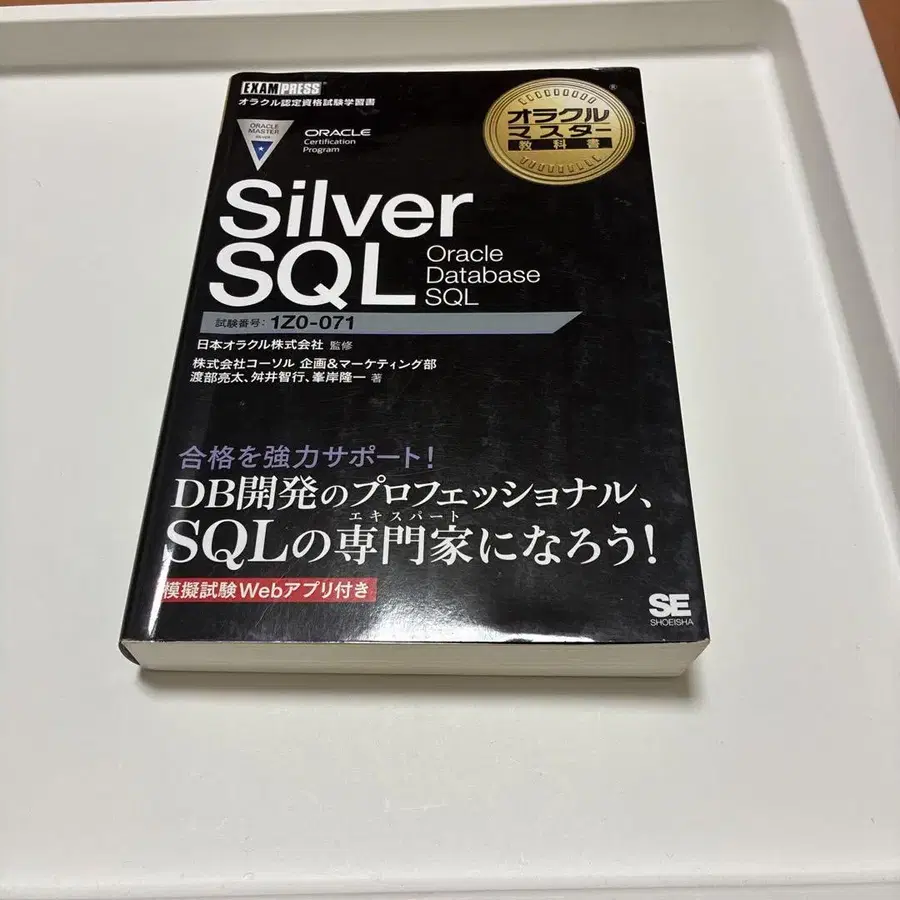 EXAMPRESS
オラクル認定資格試験学習書
ORACLE MASTER
ORACLE
Certification
Program
®
オラクル
マスター
教科書
Silver
SQL
Oracle
Database
SQL
試験番号: 1Z0-071
日本オラクル株式会社 監修
株式会社コーソル 企画&マーケティング部
渡部亮太、舛井智行、峯岸隆一 著
合格を強力サポート!
DB開発のプロフェッショナル、
エキスパート
SQLの専門家になろう!
模擬試験Webアプリ付き
SE
SHOEISHA